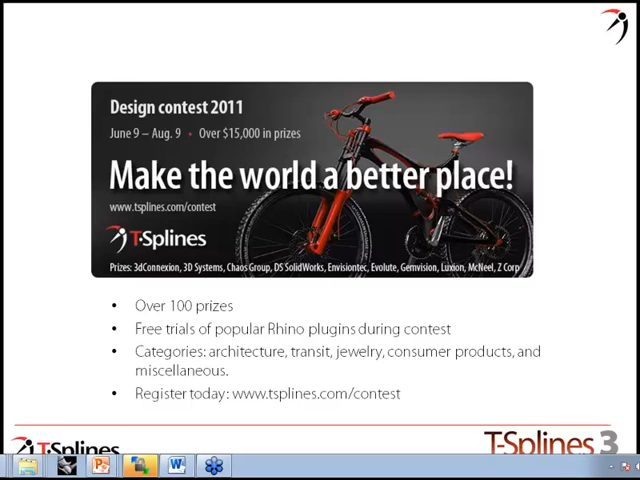 Design contest 2011
June 9 – Aug. 9 • Over $15,000 in prizes
Make the world a better place!
www.tsplines.com/contest
T-Splines
Prizes: 3dConnexion, 3D Systems, Chaos Group, DS SolidWorks, Envisiontec, Evolute, Gemvision, Luxion, McNeel, Z Corp
• Over 100 prizes
• Free trials of popular Rhino plugins during contest
• Categories: architecture, transit, jewelry, consumer products, and
miscellaneous.
• Register today: www.tsplines.com/contest
T-Splines
T-Splines 3